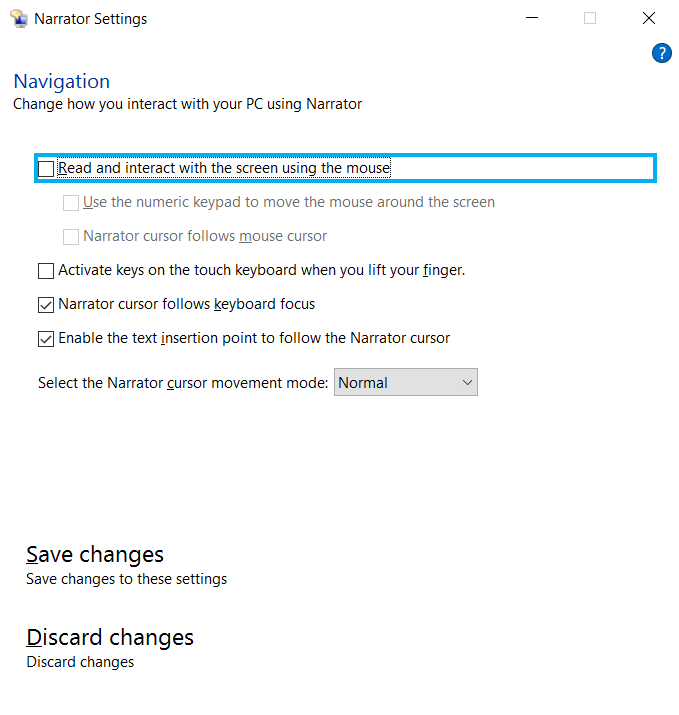 Narrator Settings
?
Navigation
Change how you interact with your PC using Narrator
Read and interact with the screen using the mouse
Use the numeric keypad to move the mouse around the screen
Narrator cursor follows mouse cursor
Activate keys on the touch keyboard when you lift your finger.
Narrator cursor follows keyboard focus
Enable the text insertion point to follow the Narrator cursor
Select the Narrator cursor movement mode: Normal
Save changes
Save changes to these settings
Discard changes
Discard changes